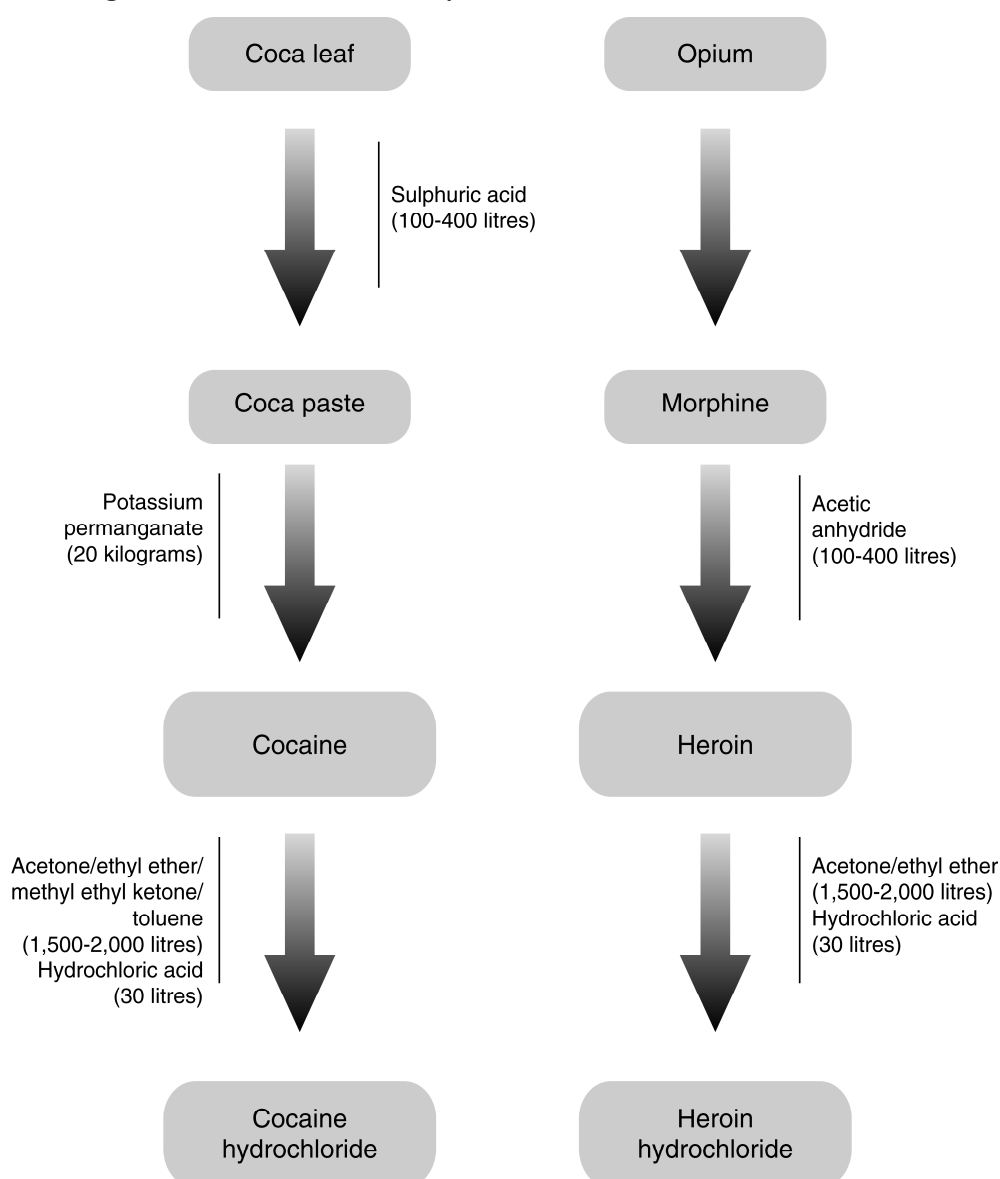 Coca leaf
Opium
Sulphuric acid
(100-400 litres)
Coca paste
Morphine
Potassium
permanganate
(20 kilograms)
Acetic
anhydride
(100-400 litres)
Cocaine
Heroin
Acetone/ethyl ether/
methyl ethyl ketone/
toluene
(1,500-2,000 litres)
Hydrochloric acid
(30 litres)
Acetone/ethyl ether
(1,500-2,000 litres)
Hydrochloric acid
(30 litres)
Cocaine
hydrochloride
Heroin
hydrochloride